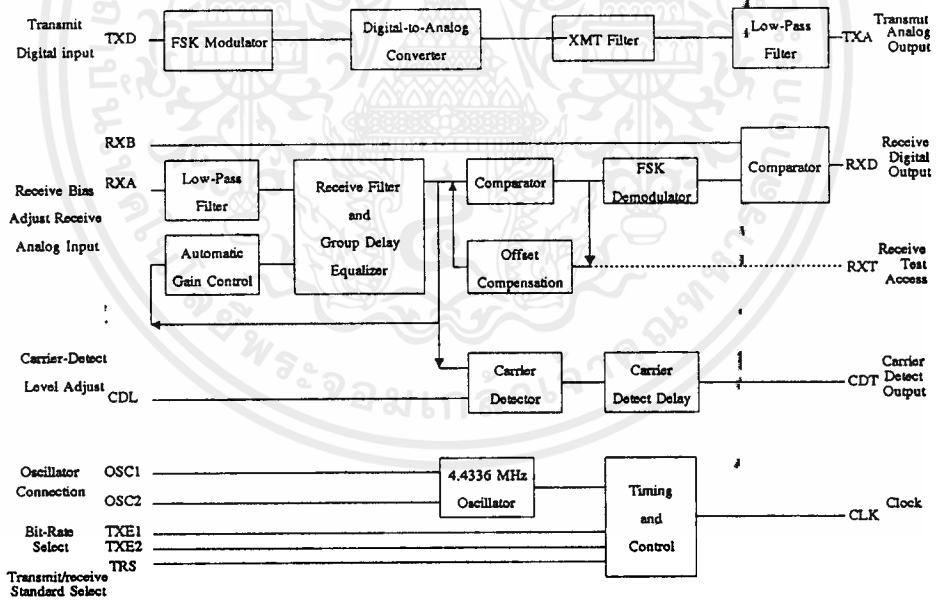 Transmit
Digital input
TXD
FSK Modulator
Digital-to-Analog
Converter
XMT Filter
Low-Pass
Filter
TXA
Transmit
Analog
Output
RXB
Receive Bias
Adjust Receive
Analog Input
RXA
Low-Pass
Filter
Automatic
Gain Control
Receive Filter
and
Group Delay
Equalizer
Comparator
Offset
Compensation
FSK
Demodulator
Comparator
RXD
Receive
Digital
Output
RXT
Receive
Test
Access
Carrier-Detect
Level Adjust
CDL
Carrier
Detector
Carrier
Detect Delay
CDT
Carrier
Detect
Output
Oscillator
Connection
OSC1
OSC2
4.4336 MHz
Oscillator
Bit-Rate
Select
TXE1
TXE2
TRS
Transmit/receive
Standard Select
Timing
and
Control
CLK
Clock